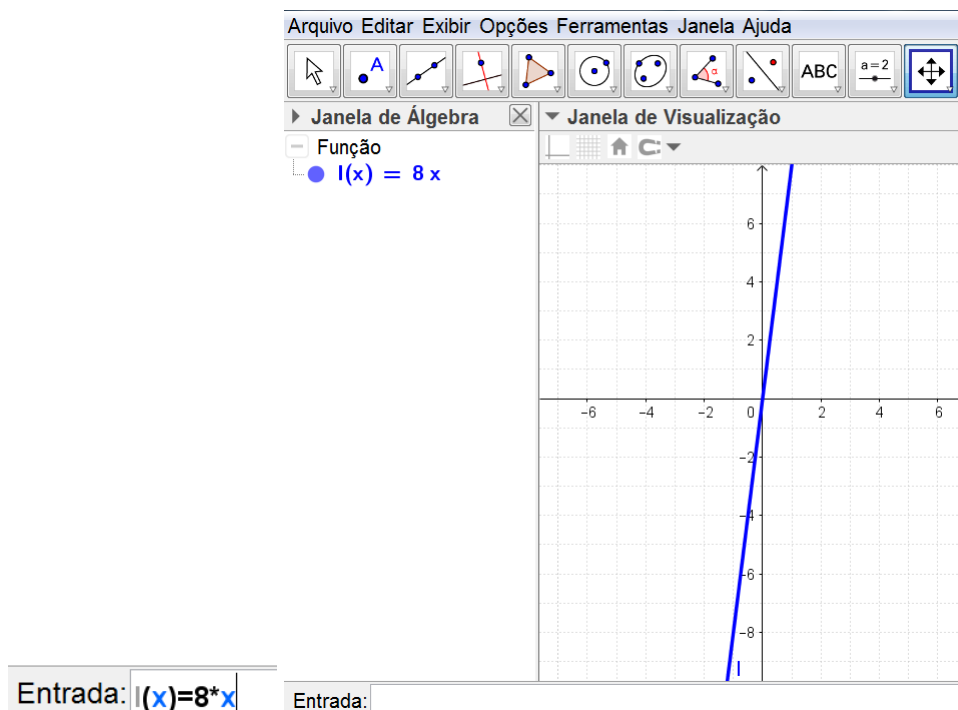 Arquivo Editar Exibir Opções Ferramentas Janela Ajuda
A α ABC a=2
Janela de Álgebra
Janela de Visualização
Função
l(x) = 8 x
6
4
2
-6 -4 -2 0 2 4 6
-2
-4
-6
-8
l
Entrada: l(x)=8*x
Entrada: